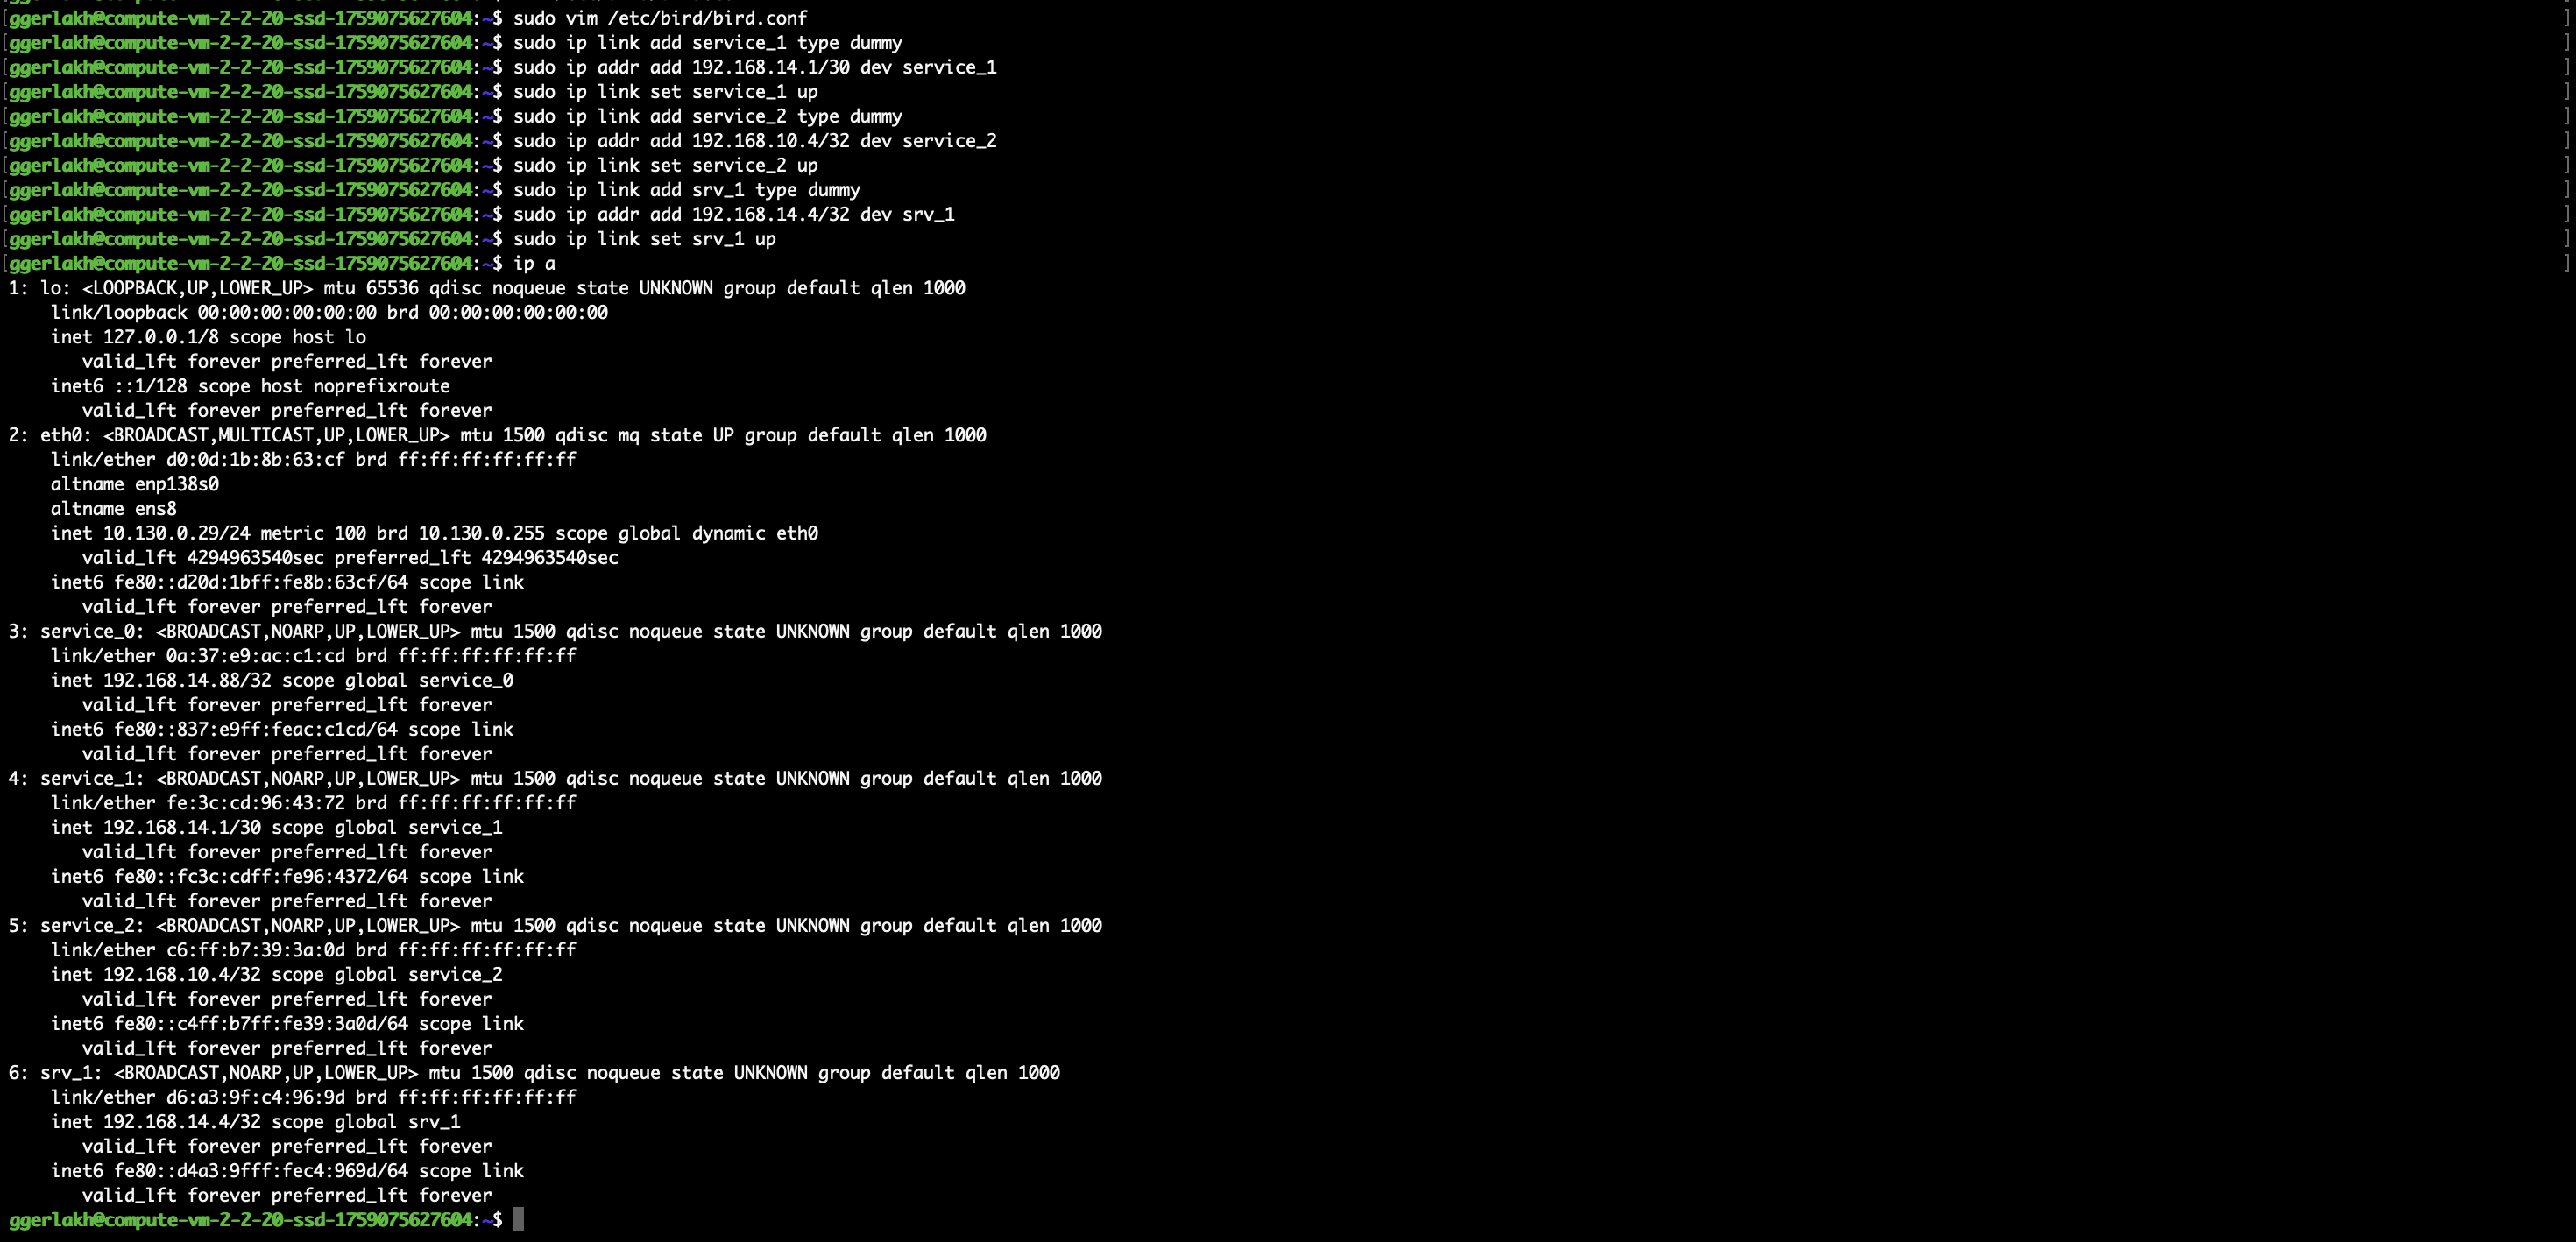 [ggerlakh@compute-vm-2-2-20-ssd-1759075627604:~$ sudo vim /etc/bird/bird.conf ]
[ggerlakh@compute-vm-2-2-20-ssd-1759075627604:~$ sudo ip link add service_1 type dummy ]
[ggerlakh@compute-vm-2-2-20-ssd-1759075627604:~$ sudo ip addr add 192.168.14.1/30 dev service_1 ]
[ggerlakh@compute-vm-2-2-20-ssd-1759075627604:~$ sudo ip link set service_1 up ]
[ggerlakh@compute-vm-2-2-20-ssd-1759075627604:~$ sudo ip link add service_2 type dummy ]
[ggerlakh@compute-vm-2-2-20-ssd-1759075627604:~$ sudo ip addr add 192.168.10.4/32 dev service_2 ]
[ggerlakh@compute-vm-2-2-20-ssd-1759075627604:~$ sudo ip link set service_2 up ]
[ggerlakh@compute-vm-2-2-20-ssd-1759075627604:~$ sudo ip link add srv_1 type dummy ]
[ggerlakh@compute-vm-2-2-20-ssd-1759075627604:~$ sudo ip addr add 192.168.14.4/32 dev srv_1 ]
[ggerlakh@compute-vm-2-2-20-ssd-1759075627604:~$ sudo ip link set srv_1 up ]
[ggerlakh@compute-vm-2-2-20-ssd-1759075627604:~$ ip a ]
1: lo: <LOOPBACK,UP,LOWER_UP> mtu 65536 qdisc noqueue state UNKNOWN group default qlen 1000
    link/loopback 00:00:00:00:00:00 brd 00:00:00:00:00:00
    inet 127.0.0.1/8 scope host lo
       valid_lft forever preferred_lft forever
    inet6 ::1/128 scope host noprefixroute
       valid_lft forever preferred_lft forever
2: eth0: <BROADCAST,MULTICAST,UP,LOWER_UP> mtu 1500 qdisc mq state UP group default qlen 1000
    link/ether d0:0d:1b:8b:63:cf brd ff:ff:ff:ff:ff:ff
    altname enp138s0
    altname ens8
    inet 10.130.0.29/24 metric 100 brd 10.130.0.255 scope global dynamic eth0
       valid_lft 4294963540sec preferred_lft 4294963540sec
    inet6 fe80::d20d:1bff:fe8b:63cf/64 scope link
       valid_lft forever preferred_lft forever
3: service_0: <BROADCAST,NOARP,UP,LOWER_UP> mtu 1500 qdisc noqueue state UNKNOWN group default qlen 1000
    link/ether 0a:37:e9:ac:c1:cd brd ff:ff:ff:ff:ff:ff
    inet 192.168.14.88/32 scope global service_0
       valid_lft forever preferred_lft forever
    inet6 fe80::837:e9ff:feac:c1cd/64 scope link
       valid_lft forever preferred_lft forever
4: service_1: <BROADCAST,NOARP,UP,LOWER_UP> mtu 1500 qdisc noqueue state UNKNOWN group default qlen 1000
    link/ether fe:3c:cd:96:43:72 brd ff:ff:ff:ff:ff:ff
    inet 192.168.14.1/30 scope global service_1
       valid_lft forever preferred_lft forever
    inet6 fe80::fc3c:cdff:fe96:4372/64 scope link
       valid_lft forever preferred_lft forever
5: service_2: <BROADCAST,NOARP,UP,LOWER_UP> mtu 1500 qdisc noqueue state UNKNOWN group default qlen 1000
    link/ether c6:ff:b7:39:3a:0d brd ff:ff:ff:ff:ff:ff
    inet 192.168.10.4/32 scope global service_2
       valid_lft forever preferred_lft forever
    inet6 fe80::c4ff:b7ff:fe39:3a0d/64 scope link
       valid_lft forever preferred_lft forever
6: srv_1: <BROADCAST,NOARP,UP,LOWER_UP> mtu 1500 qdisc noqueue state UNKNOWN group default qlen 1000
    link/ether d6:a3:9f:c4:96:9d brd ff:ff:ff:ff:ff:ff
    inet 192.168.14.4/32 scope global srv_1
       valid_lft forever preferred_lft forever
    inet6 fe80::d4a3:9fff:fec4:969d/64 scope link
       valid_lft forever preferred_lft forever
ggerlakh@compute-vm-2-2-20-ssd-1759075627604:~$